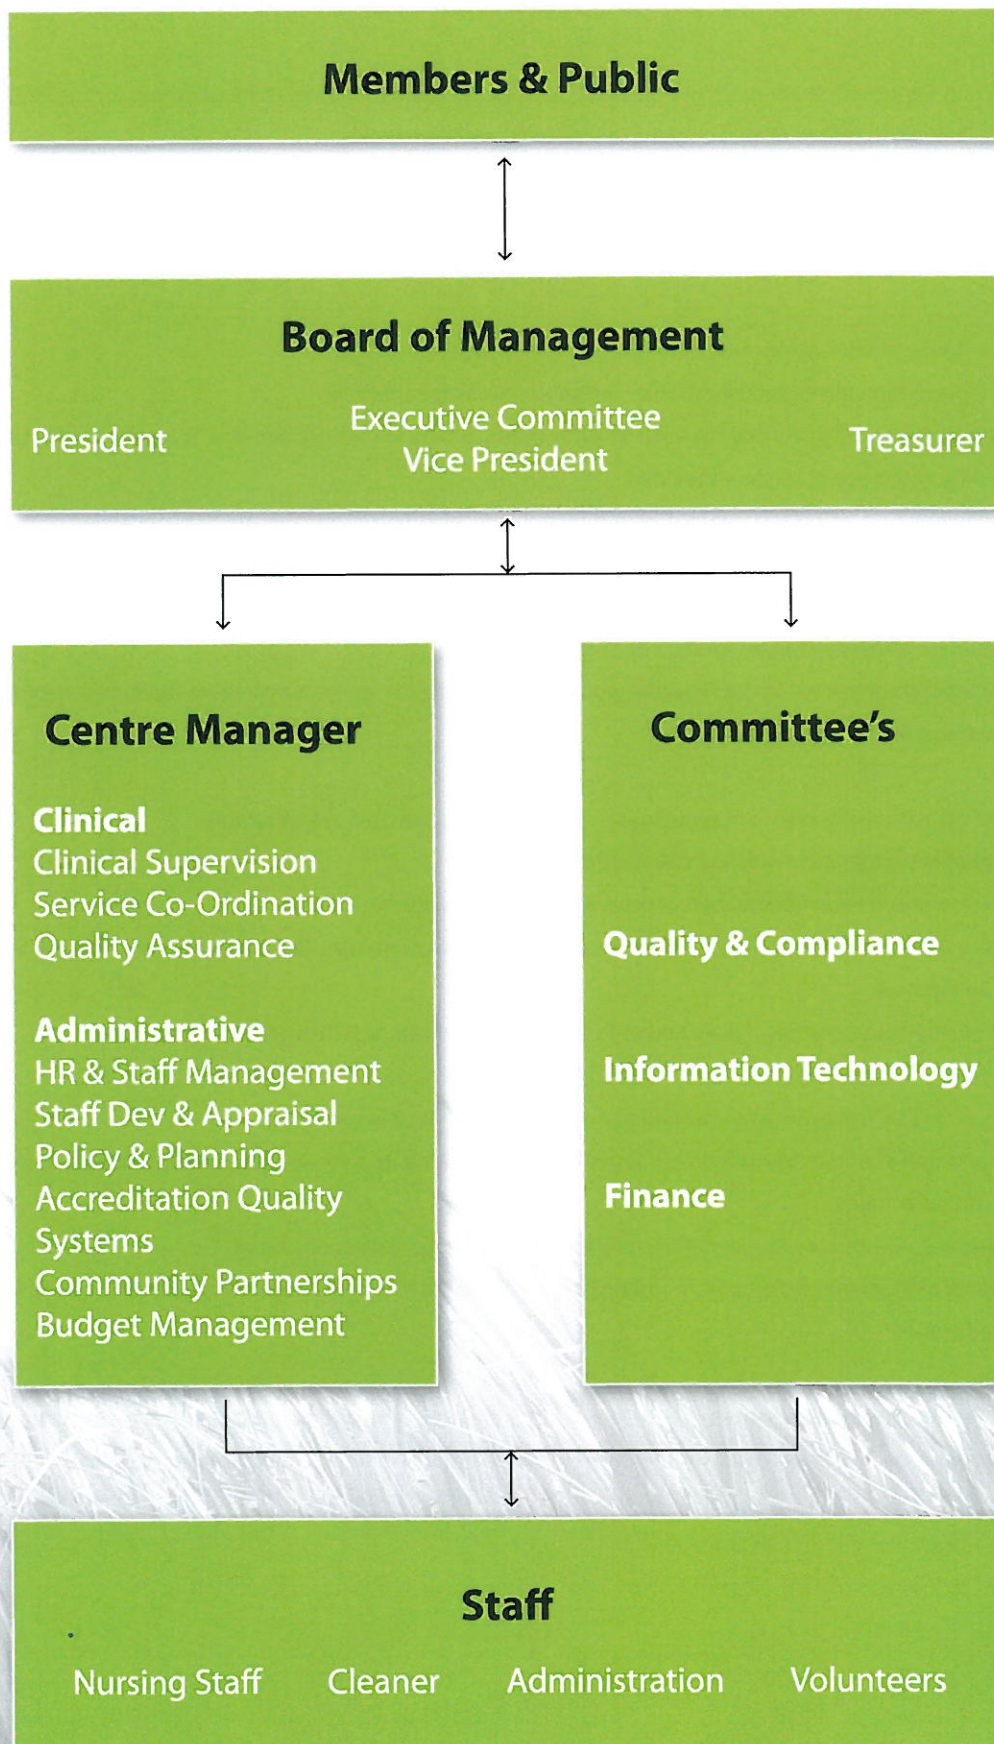 Members & Public
Board of Management
Executive Committee
President
Vice President
Treasurer
Centre Manager
Clinical
Clinical Supervision
Service Co-Ordination
Quality Assurance
Administrative
HR & Staff Management
Staff Dev & Appraisal
Policy & Planning
Accreditation Quality
Systems
Community Partnerships
Budget Management
Committee's
Quality & Compliance
Information Technology
Finance
Staff
Nursing Staff Cleaner Administration Volunteers